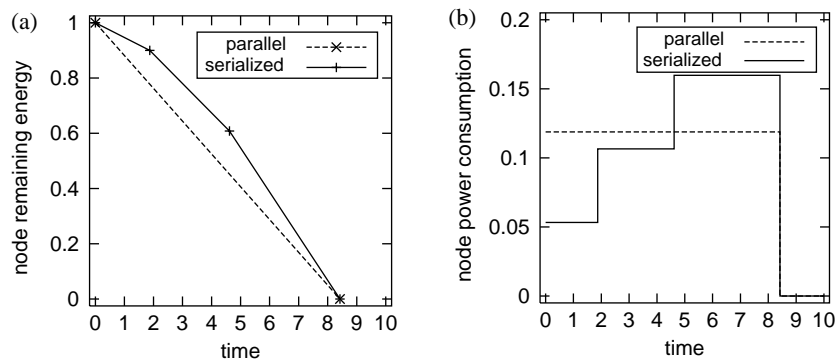 (a)
1
0.8
0.6
0.4
0.2
0
node remaining energy
parallel
serialized
0 1 2 3 4 5 6 7 8 9 10
time
(b)
0.2
0.15
0.1
0.05
0
node power consumption
parallel
serialized
0 1 2 3 4 5 6 7 8 9 10
time